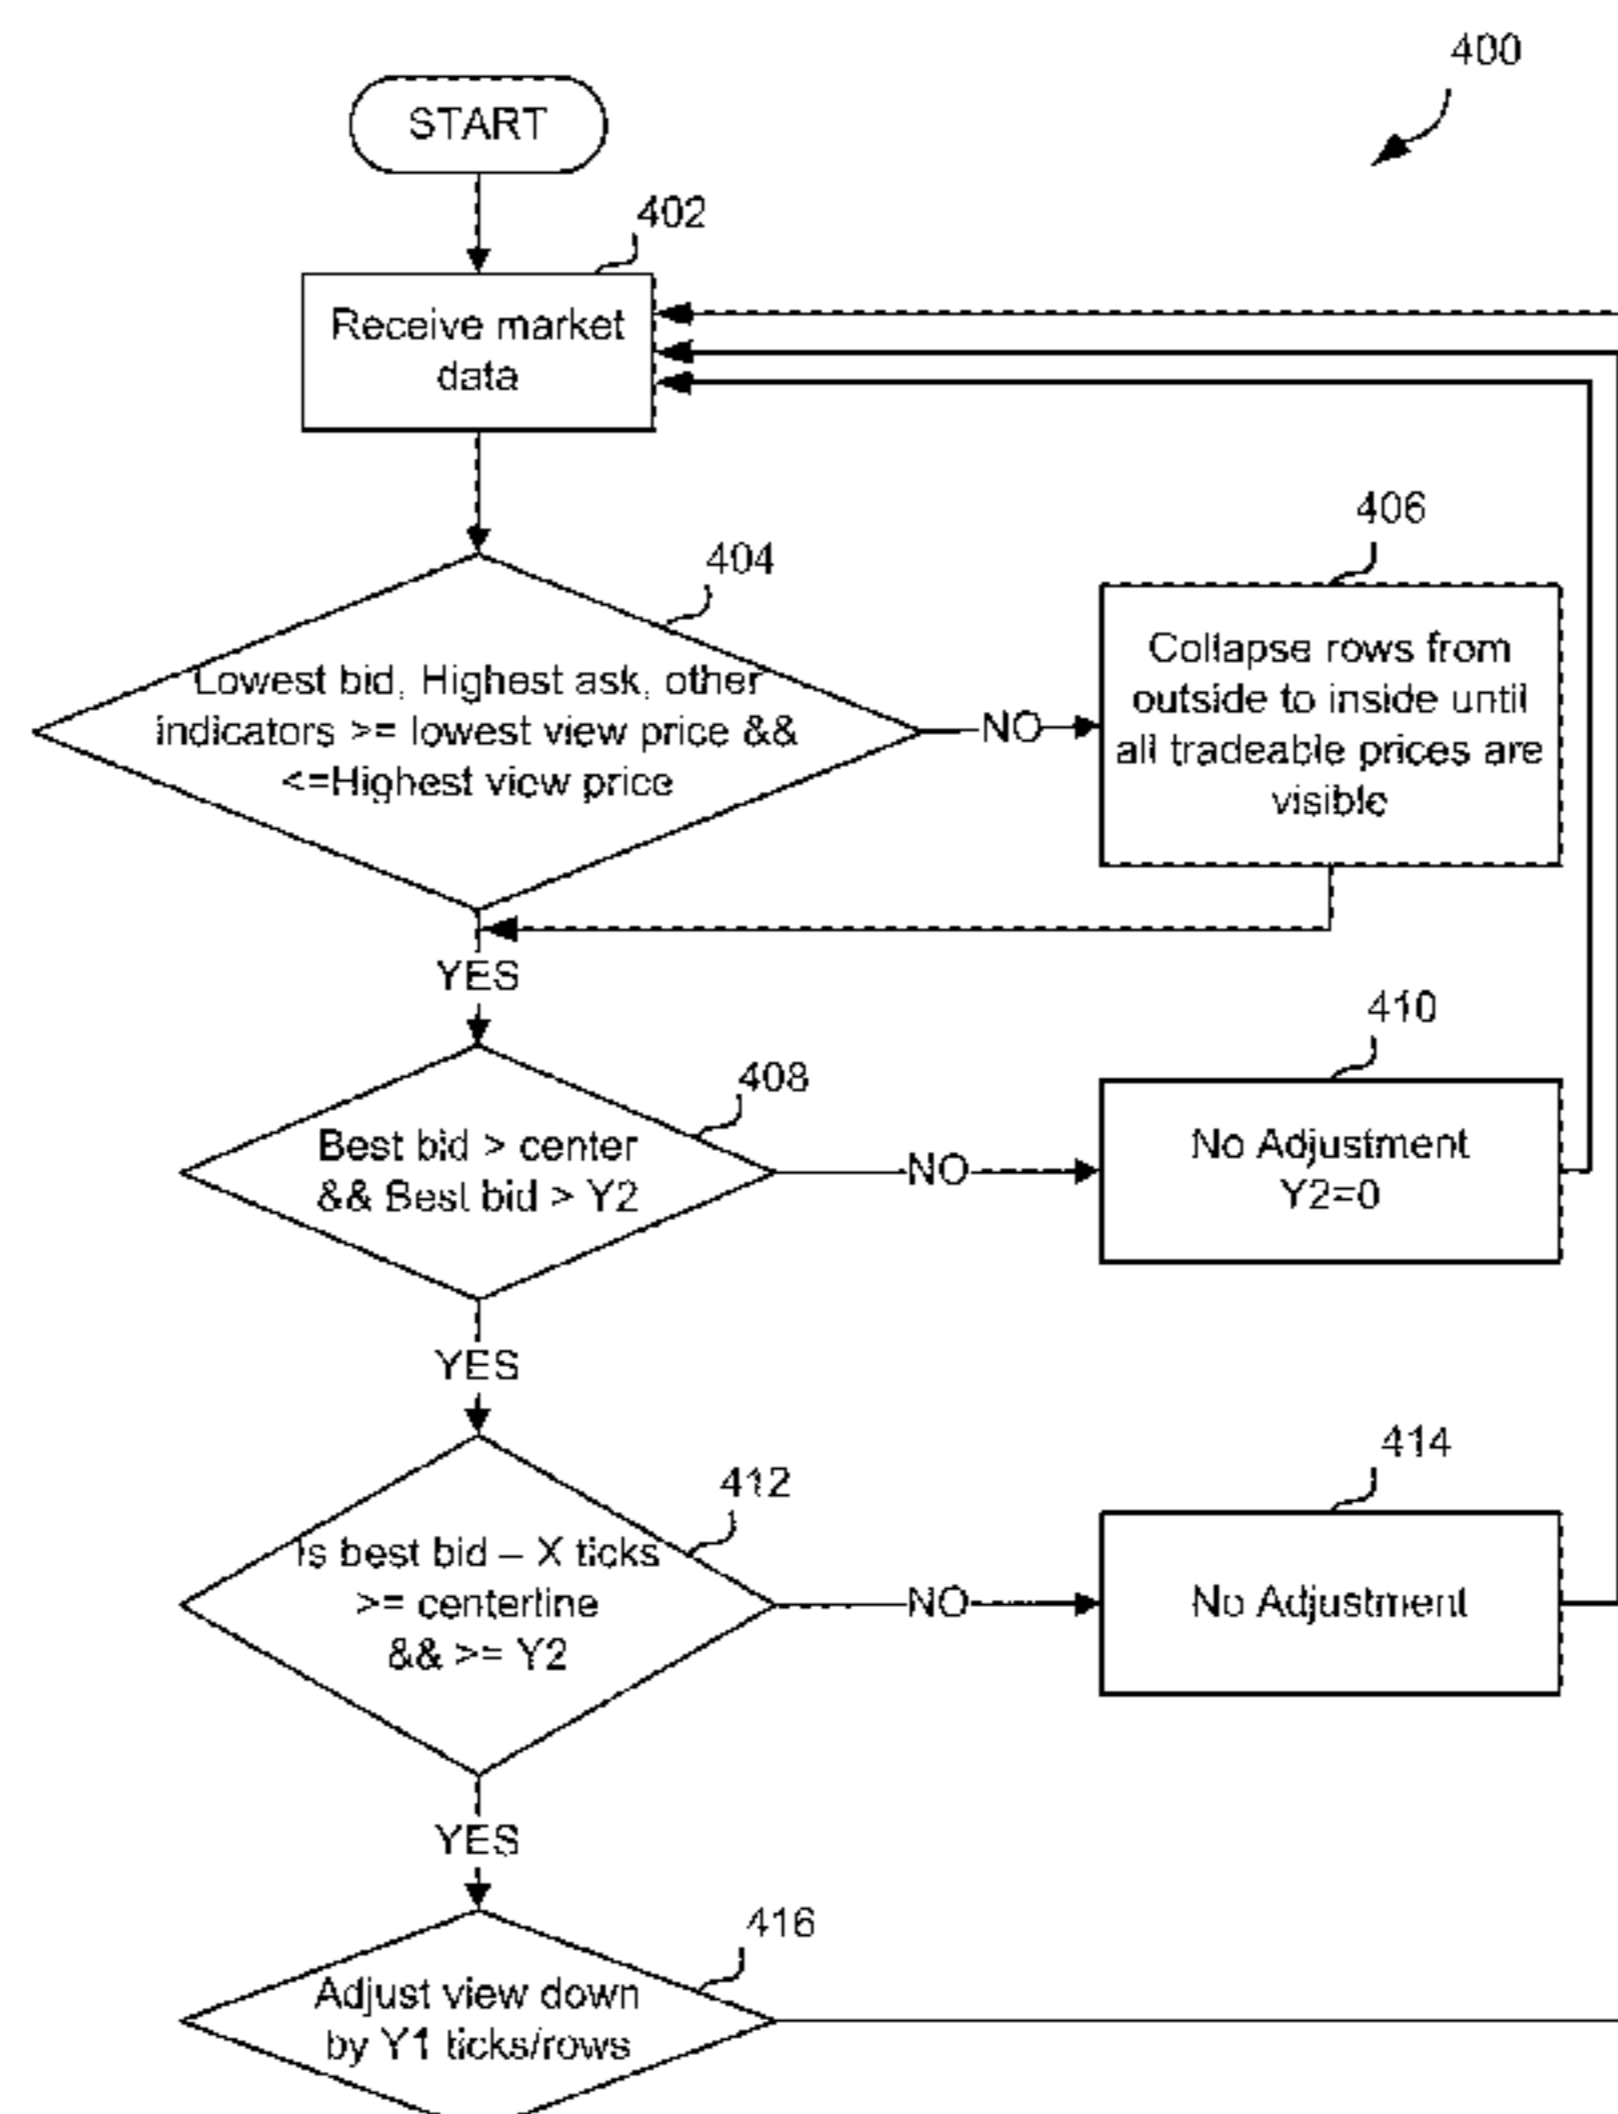 400
START
402
Receive market
data
404
Lowest bid, Highest ask, other
indicators >= lowest view price &&
<=Highest view price
NO
406
Collapse rows from
outside to inside until
all tradeable prices are
visible
YES
408
Best bid > center
&& Best bid > Y2
NO
410
No Adjustment
Y2=0
YES
412
Is best bid – X ticks
>= centerline
&& >= Y2
NO
414
No Adjustment
YES
416
Adjust view down
by Y1 ticks/rows